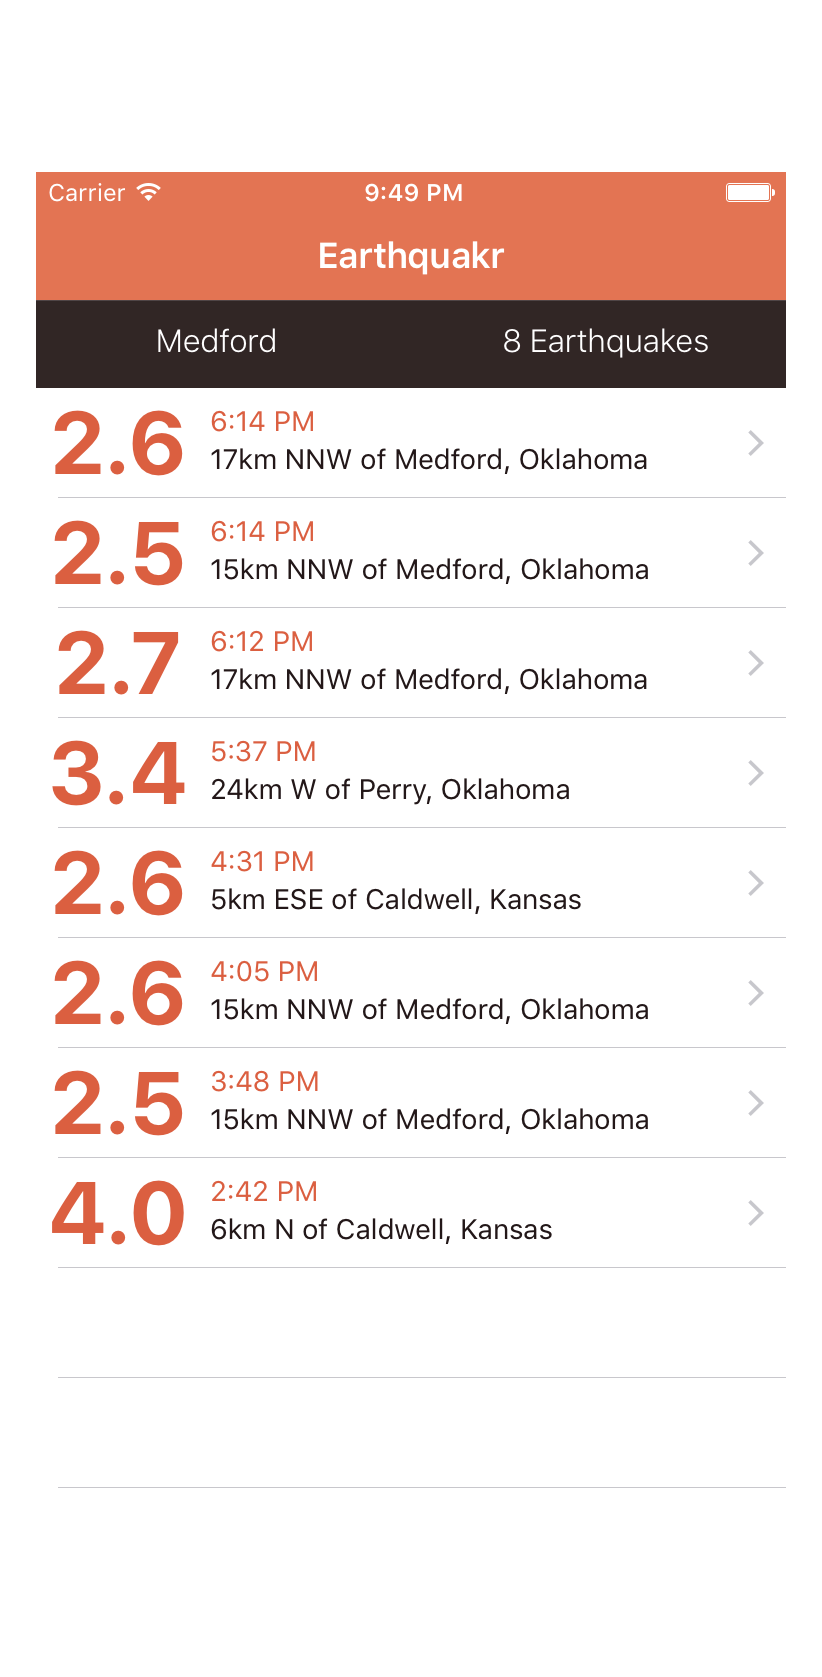 Carrier 9:49 PM
Earthquakr
Medford 8 Earthquakes
2.6 6:14 PM
17km NNW of Medford, Oklahoma
2.5 6:14 PM
15km NNW of Medford, Oklahoma
2.7 6:12 PM
17km NNW of Medford, Oklahoma
3.4 5:37 PM
24km W of Perry, Oklahoma
2.6 4:31 PM
5km ESE of Caldwell, Kansas
2.6 4:05 PM
15km NNW of Medford, Oklahoma
2.5 3:48 PM
15km NNW of Medford, Oklahoma
4.0 2:42 PM
6km N of Caldwell, Kansas